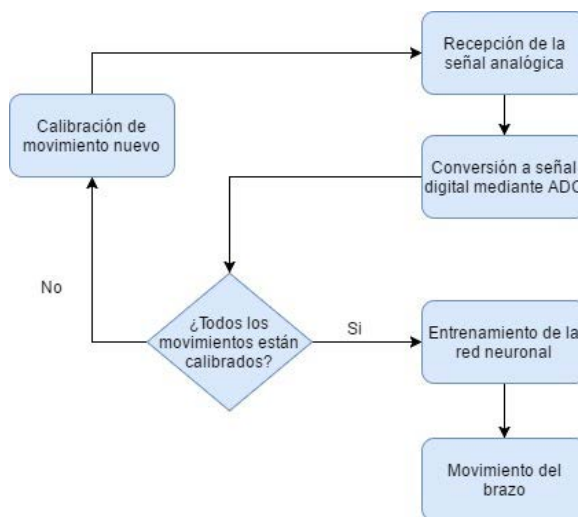 Recepción de la
señal analógica
Calibración de
movimiento nuevo
Conversión a señal
digital mediante ADC
No
¿Todos los
movimientos están
calibrados?
Si
Entrenamiento de la
red neuronal
Movimiento del
brazo